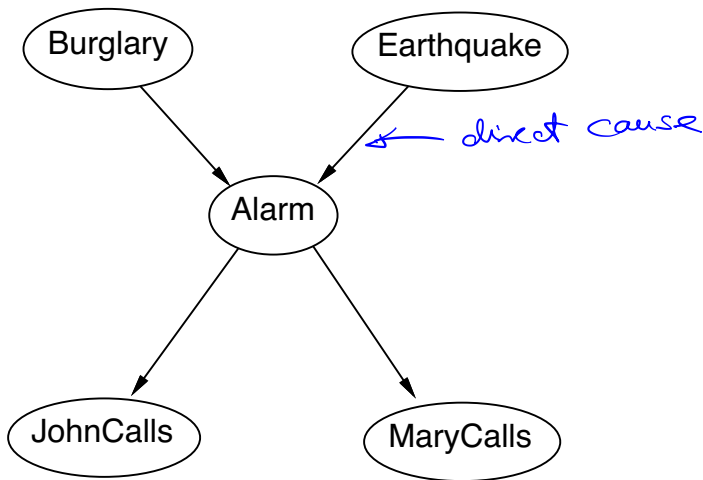 Burglary
Earthquake
direct cause
Alarm
JohnCalls
MaryCalls